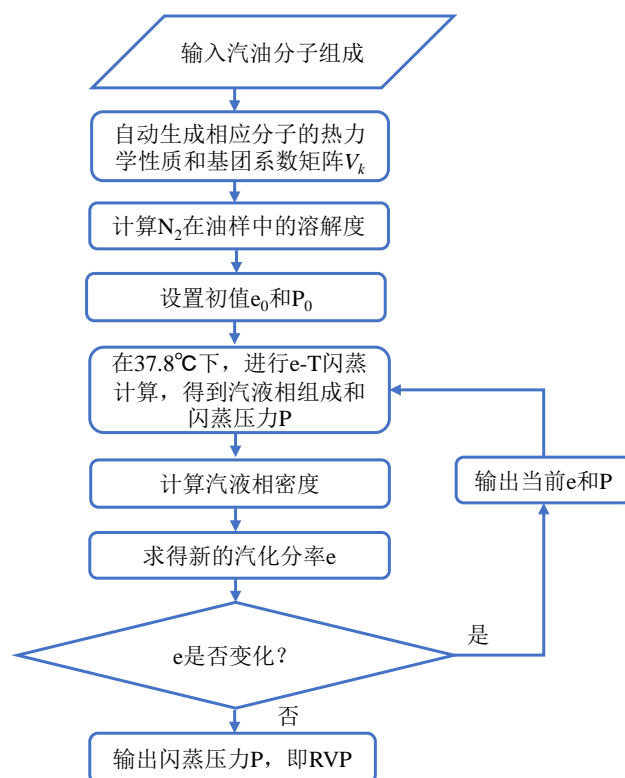 输入汽油分子组成
自动生成相应分子的热力
学性质和基团系数矩阵Vk
计算N2在油样中的溶解度
设置初值e0和P0
在37.8℃下，进行e-T闪蒸
计算，得到汽液相组成和
闪蒸压力P
计算汽液相密度
输出当前e和P
求得新的汽化分率e
e是否变化？
是
否
输出闪蒸压力P，即RVP